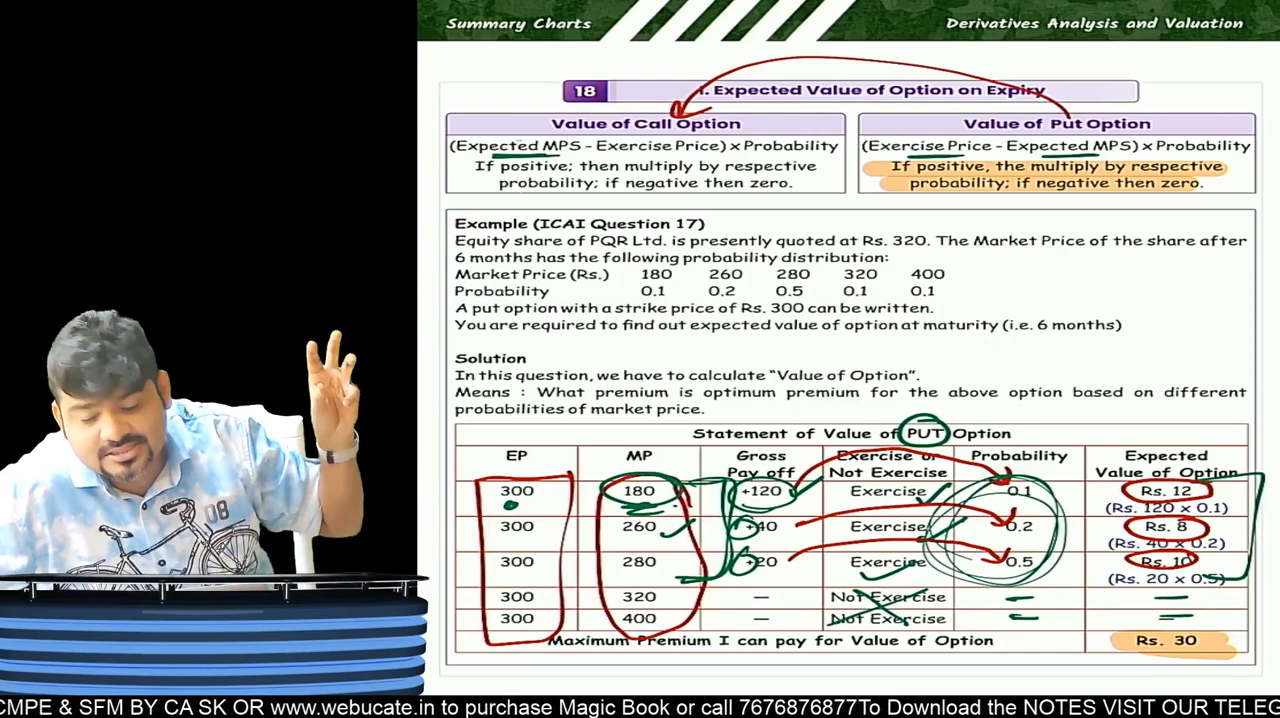 Summary Charts
Derivatives Analysis and Valuation
18
1. Expected Value of Option on Expiry
Value of Call Option
(Expected MPS - Exercise Price) x Probability
If positive; then multiply by respective
probability; if negative then zero.
Value of Put Option
(Exercise Price - Expected MPS) x Probability
If positive, the multiply by respective
probability; if negative then zero.
Example (ICAI Question 17)
Equity share of PQR Ltd. is presently quoted at Rs. 320. The Market Price of the share after
6 months has the following probability distribution:
Market Price (Rs.) 180 260 280 320 400
Probability 0.1 0.2 0.5 0.1 0.1
A put option with a strike price of Rs. 300 can be written.
You are required to find out expected value of option at maturity (i.e. 6 months)
Solution
In this question, we have to calculate "Value of Option".
Means : What premium is optimum premium for the above option based on different
probabilities of market price.
Statement of Value of PUT Option
EP MP Gross Pay off Exercise or Not Exercise Probability Expected Value of Option
300 180 +120 Exercise 0.1 Rs. 12
(Rs. 120 x 0.1)
300 260 +40 Exercise 0.2 Rs. 8
(Rs. 40 x 0.2)
300 280 +20 Exercise 0.5 Rs. 10
(Rs. 20 x 0.5)
300 320 — Not Exercise — —
300 400 — Not Exercise — =
Maximum Premium I can pay for Value of Option Rs. 30
08
CMPE & SFM BY CA SK OR www.webucate.in to purchase Magic Book or call 7676876877To Download the NOTES VISIT OUR TELEG